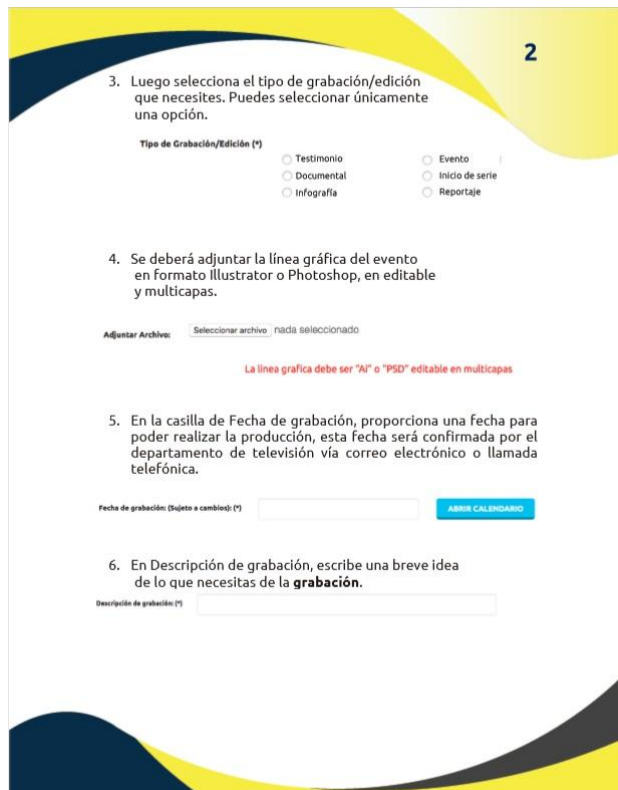 2
3. Luego selecciona el tipo de grabación/edición
que necesites. Puedes seleccionar únicamente
una opción.
Tipo de Grabación/Edición (*)
Testimonio
Evento
Documental
Inicio de serie
Infografía
Reportaje
4. Se deberá adjuntar la línea gráfica del evento
en formato Illustrator o Photoshop, en editable
y multicapas.
Adjuntar Archivo: Seleccionar archivo nada seleccionado
La linea grafica debe ser "Ai" o "PSD" editable en multicapas
5. En la casilla de Fecha de grabación, proporciona una fecha para
poder realizar la producción, esta fecha será confirmada por el
departamento de televisión vía correo electrónico o llamada
telefónica.
Fecha de grabación: (Sujeto a cambios): (*) ABRIR CALENDARIO
6. En Descripción de grabación, escribe una breve idea
de lo que necesitas de la grabación.
Descripción de grabación: (*)